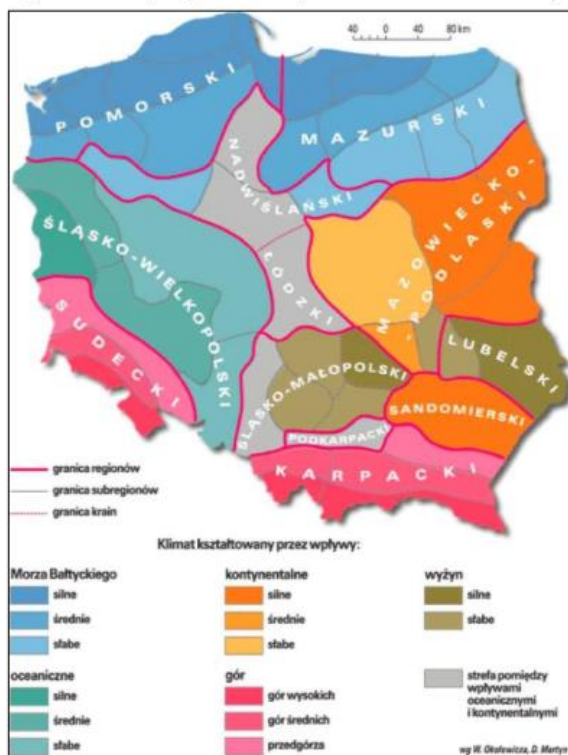 40 0 40 80 km
POMORSKI
MAZURSKI
NADWIŚLAŃSKI
MAZOWIECKO-
-PODLASKI
ŚLĄSKO-WIELKOPOLSKI
ŁÓDZKI
SUDECKI
LUBELSKI
ŚLĄSKO-MAŁOPOLSKI
SANDOMIERSKI
PODKARPACKI
KARPACKI
granica regionów
granica subregionów
granica krain
Klimat kształtowany przez wpływy:
Morza Bałtyckiego
silne
średnie
słabe
kontynentalne
silne
średnie
słabe
wyżyn
silne
słabe
oceaniczne
silne
średnie
słabe
gór
gór wysokich
gór średnich
przedgórza
strefa pomiędzy
wpływami
oceanicznymi
i kontynentalnymi
wg W. Okołowicza, D. Martyn